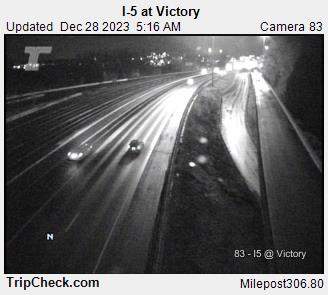 I-5 at Victory
Updated Dec 28 2023 5:16 AM Camera 83
T
N
83 - I5 @ Victory
TripCheck.com Milepost306.80